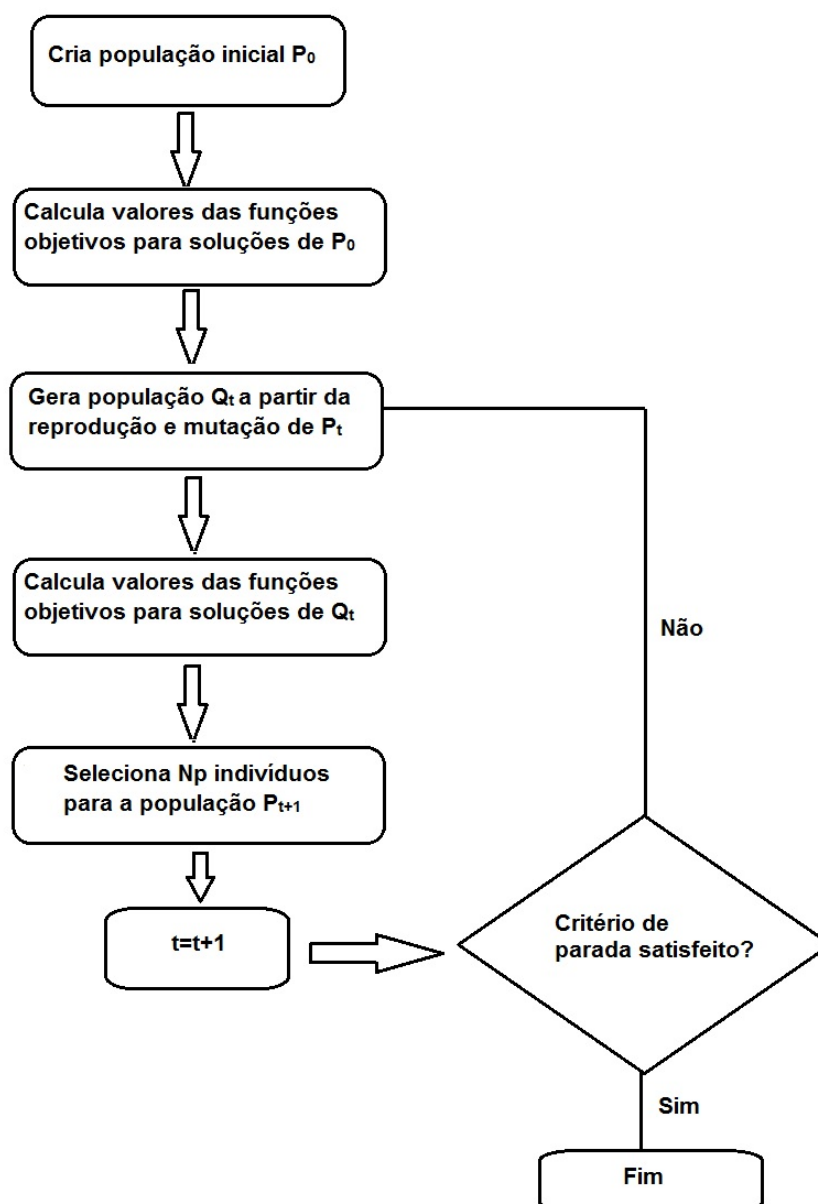 Cria população inicial P₀
Calcula valores das funções
objetivos para soluções de P₀
Gera população Qₜ a partir da
reprodução e mutação de Pₜ
Calcula valores das funções
objetivos para soluções de Qₜ
Não
Seleciona Np indivíduos
para a população Pₜ₊₁
t=t+1
Critério de
parada satisfeito?
Sim
Fim